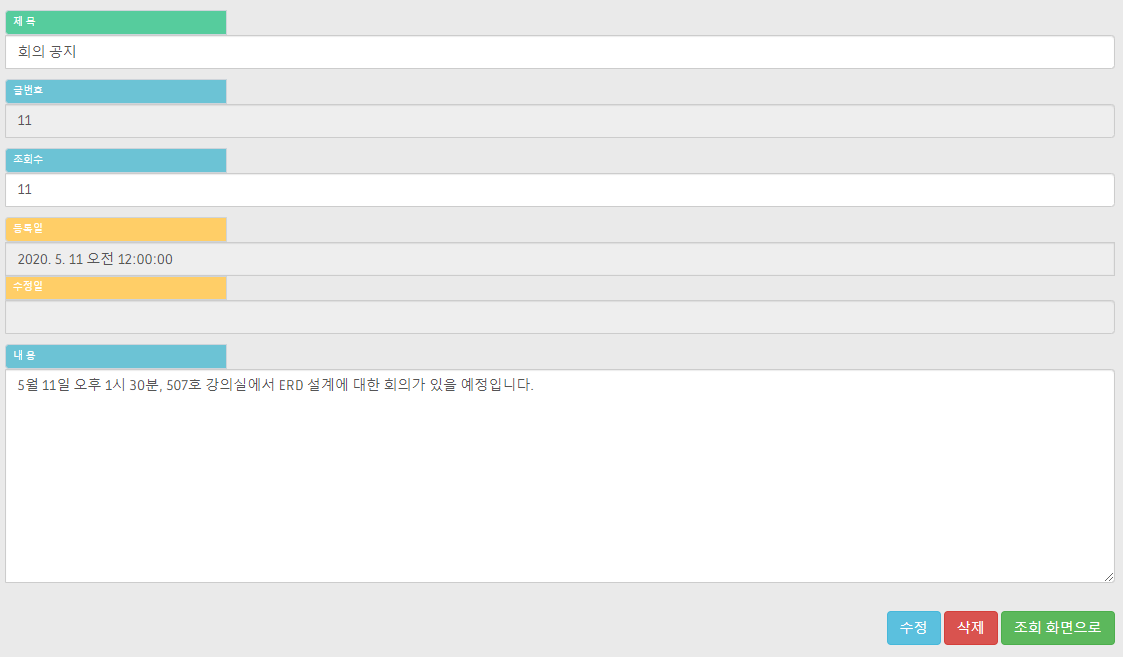 제 목
회의 공지
글번호
11
조회수
11
등록일
2020. 5. 11 오전 12:00:00
수정일
내 용
5월 11일 오후 1시 30분, 507호 강의실에서 ERD 설계에 대한 회의가 있을 예정입니다.
수정 삭제 조회 화면으로